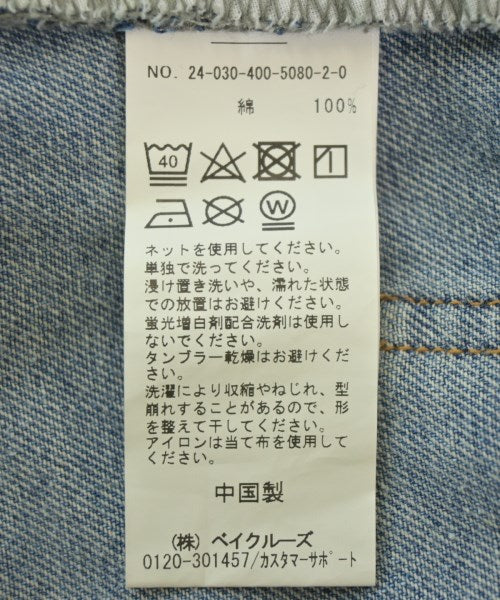 NO. 24-030-400-5080-2-0
綿 100%
40
W
ネットを使用してください。
単独で洗ってください。
浸け置き洗いや、濡れた状態
での放置はお避けください。
蛍光増白剤配合洗剤は使用し
ないでください。
タンブラー乾燥はお避けくだ
さい。
洗濯により収縮やねじれ、型
崩れすることがあるので、形
を整えて干してください。
アイロンは当て布を使用して
ください。
中国製
(株) ベイクルーズ
0120-301457/カスタマーサポート